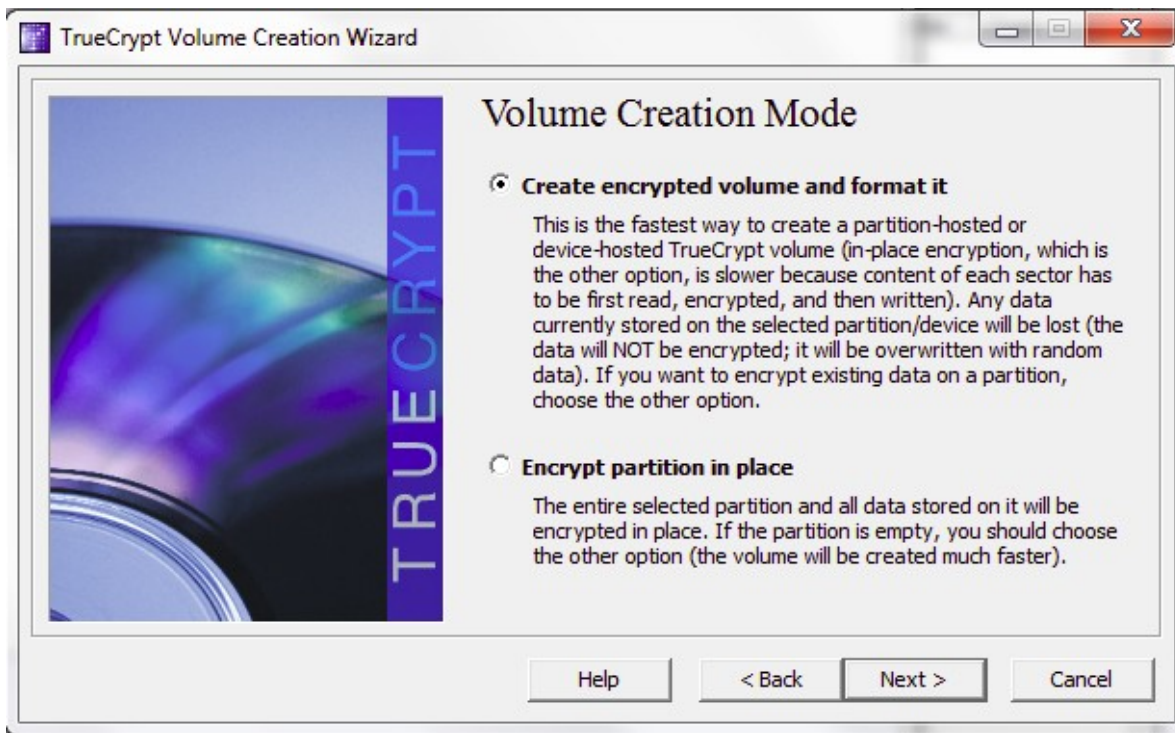 TrueCrypt Volume Creation Wizard
TRUECRYPT
Volume Creation Mode
Create encrypted volume and format it
This is the fastest way to create a partition-hosted or
device-hosted TrueCrypt volume (in-place encryption, which is
the other option, is slower because content of each sector has
to be first read, encrypted, and then written). Any data
currently stored on the selected partition/device will be lost (the
data will NOT be encrypted; it will be overwritten with random
data). If you want to encrypt existing data on a partition,
choose the other option.
Encrypt partition in place
The entire selected partition and all data stored on it will be
encrypted in place. If the partition is empty, you should choose
the other option (the volume will be created much faster).
Help
< Back
Next >
Cancel